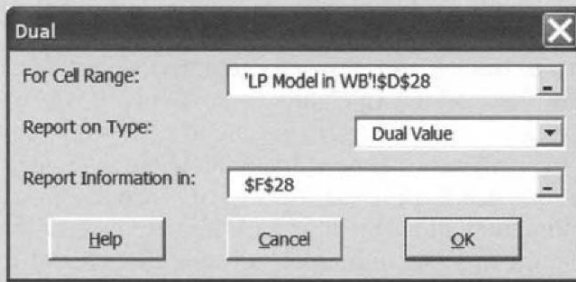 Dual
For Cell Range: 'LP Model in WB'!$D$28
Report on Type: Dual Value
Report Information in: $F$28
Help Cancel OK